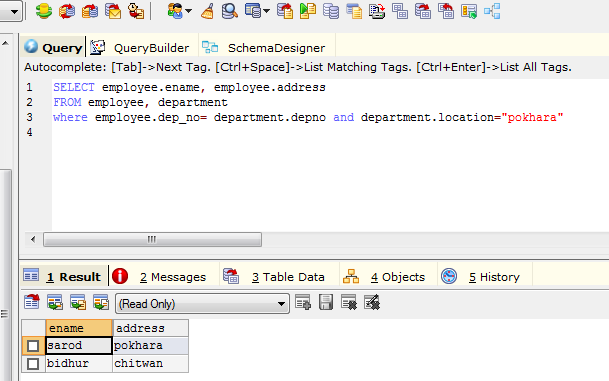 Query QueryBuilder SchemaDesigner
Autocomplete: [Tab]->Next Tag. [Ctrl+Space]->List Matching Tags. [Ctrl+Enter]->List All Tags.
1 SELECT employee.ename, employee.address
2 FROM employee, department
3 where employee.dep_no= department.depno and department.location="pokhara"
4
1 Result 2 Messages 3 Table Data 4 Objects 5 History
(Read Only)
ename address
sarod pokhara
bidhur chitwan